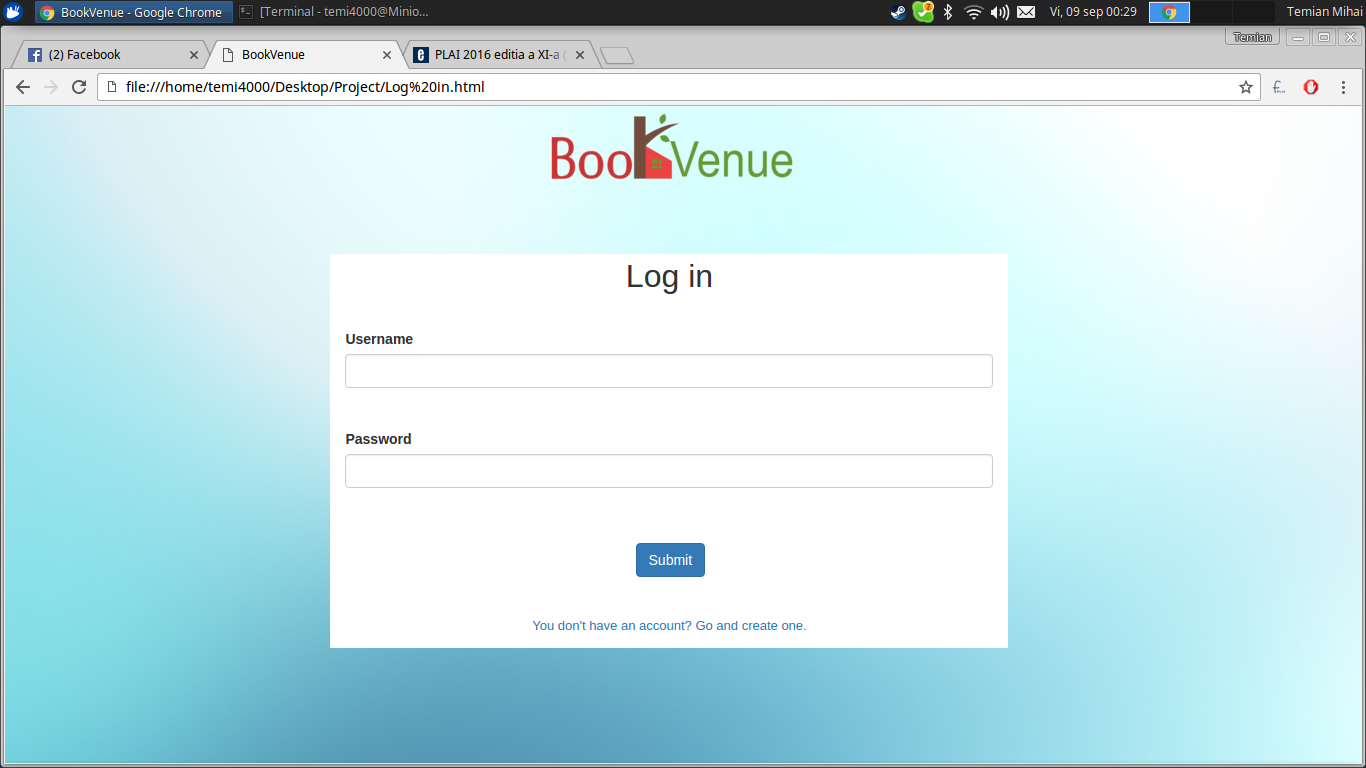 BookVenue - Google Chrome
[Terminal - temi4000@Minio...
2
Vi, 09 sep 00:29
Temian Mihai
Temian
(2) Facebook
BookVenue
PLAI 2016 editia a XI-a (
file:///home/temi4000/Desktop/Project/Log%20in.html
BookVenue
Log in
Username
Password
Submit
You don't have an account? Go and create one.